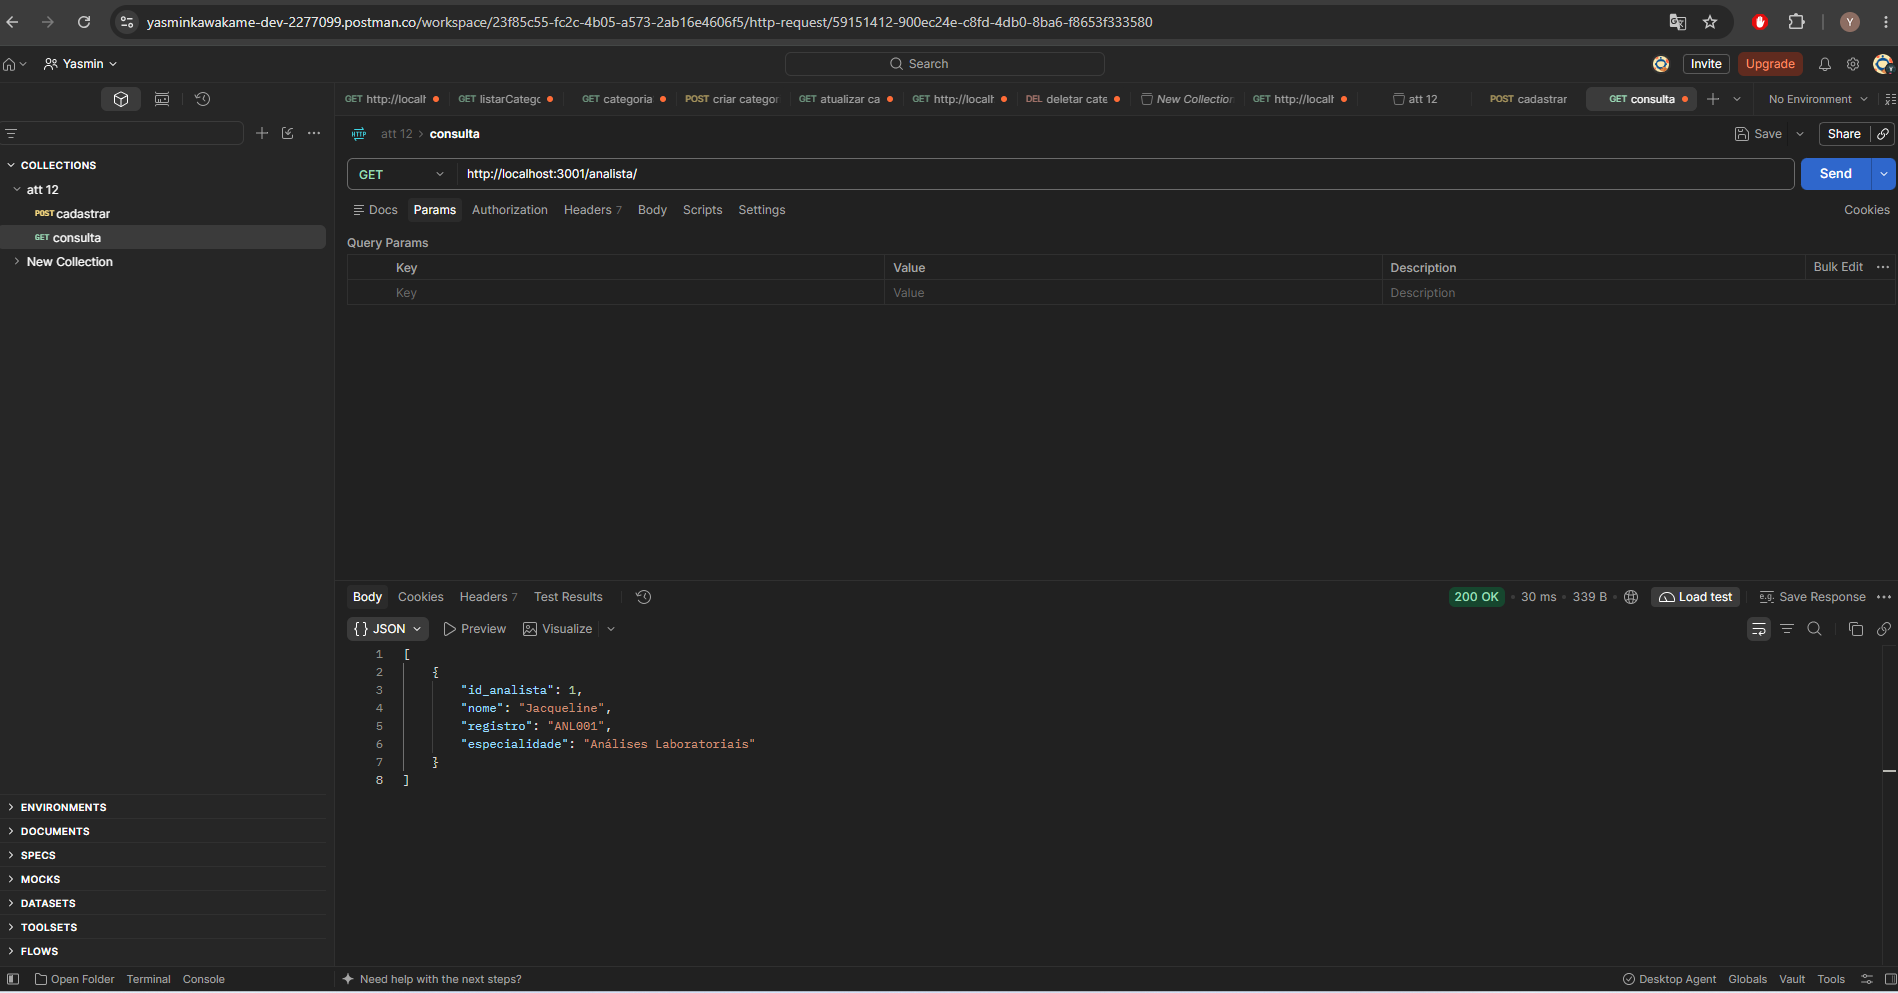 yasminkawakame-dev-2277099.postman.co/workspace/23f85c55-fc2c-4b05-a573-2ab16e4606f5/http-request/59151412-900ec24e-c8fd-4db0-8ba6-f8653f333580
Y
Yasmin
Search
Invite
Upgrade
GET http://localh
GET listarCatego
GET categoria
POST criar categor
GET atualizar ca
GET http://localh
DEL deletar cate
New Collection
GET http://localh
att 12
POST cadastrar
GET consulta
No Environment
COLLECTIONS
att 12
POST cadastrar
GET consulta
New Collection
att 12 > consulta
Save
Share
GET http://localhost:3001/analista/
Send
Docs Params Authorization Headers 7 Body Scripts Settings
Cookies
Query Params
Key Value Description Bulk Edit
Key Value Description
Body Cookies Headers 7 Test Results
200 OK • 30 ms • 339 B
Load test
e.g. Save Response
{} JSON Preview Visualize
1 [
2 {
3 "id_analista": 1,
4 "nome": "Jacqueline",
5 "registro": "ANL001",
6 "especialidade": "Análises Laboratoriais"
7 }
8 ]
ENVIRONMENTS
DOCUMENTS
SPECS
MOCKS
DATASETS
TOOLSETS
FLOWS
Open Folder Terminal Console
Need help with the next steps?
Desktop Agent Globals Vault Tools